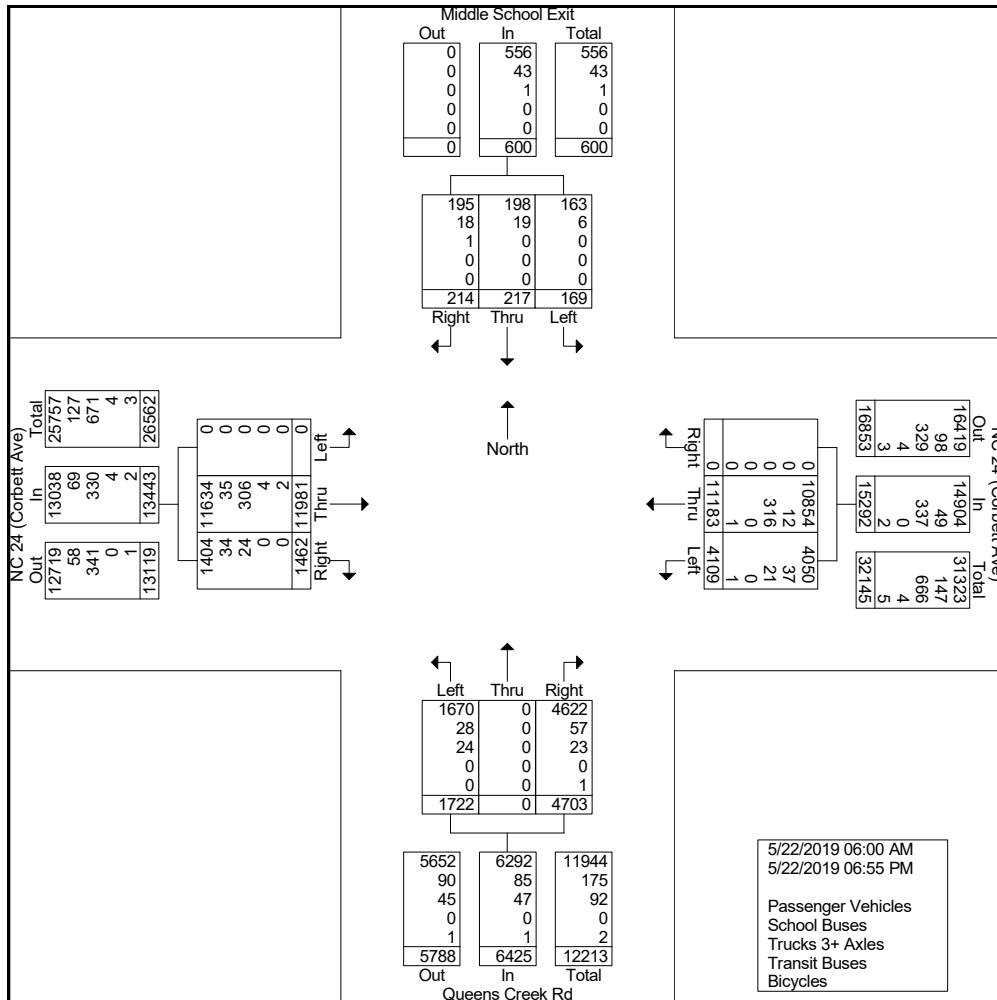 Middle School Exit
Out In Total
0 556 556
0 43 43
0 1 1
0 0 0
0 0 0
0 600 600
195 198 163
18 19 6
1 0 0
0 0 0
0 0 0
214 217 169
Right Thru Left
NC 24 (Corbett Ave)
Out In Total
12719 13038 25757
58 69 127
341 330 671
0 4 4
1 2 3
13119 13443 26562
1404 11634 0
34 35 0
24 306 0
0 4 0
0 2 0
1462 11981 0
Right Thru Left
North
NC 24 (Corbett Ave)
Out In Total
16419 14904 31323
98 49 147
329 337 666
4 0 4
3 2 5
16853 15292 32145
0 10854 4050
0 12 37
0 316 21
0 0 0
0 1 1
0 11183 4109
Right Thru Left
Left Thru Right
1670 0 4622
28 0 57
24 0 23
0 0 0
0 0 1
1722 0 4703
5652 6292 11944
90 85 175
45 47 92
0 0 0
1 1 2
5788 6425 12213
Out In Total
Queens Creek Rd
5/22/2019 06:00 AM
5/22/2019 06:55 PM
Passenger Vehicles
School Buses
Trucks 3+ Axles
Transit Buses
Bicycles